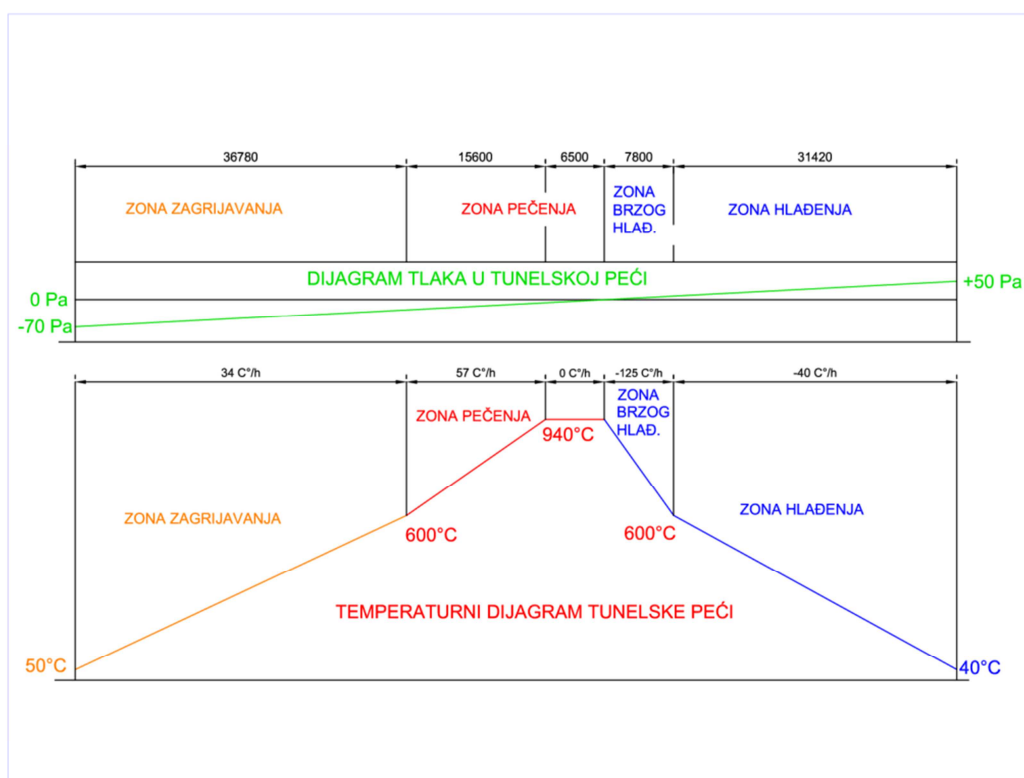 36780
15600
6500
7800
31420
ZONA ZAGRIJAVANJA
ZONA PEČENJA
ZONA
BRZOG
HLAĐ.
ZONA HLAĐENJA
DIJAGRAM TLAKA U TUNELSKOJ PEĆI
0 Pa
-70 Pa
+50 Pa
34 C°/h
57 C°/h
0 C°/h
-125 C°/h
-40 C°/h
ZONA PEČENJA
ZONA
BRZOG
HLAĐ.
940°C
ZONA ZAGRIJAVANJA
600°C
600°C
ZONA HLAĐENJA
TEMPERATURNI DIJAGRAM TUNELSKE PEĆI
50°C
40°C